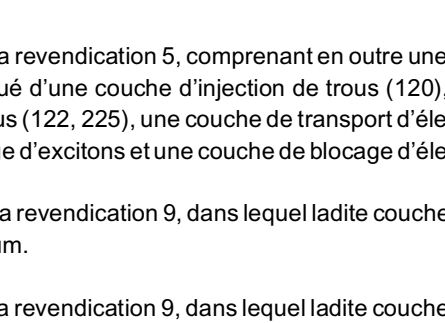 a revendication 5, comprenant en outre une
ué d'une couche d'injection de trous (120),
us (122, 225), une couche de transport d'éle
e d'excitons et une couche de blocage d'éle
a revendication 9, dans lequel ladite couche
um.
a revendication 9, dans lequel ladite couche